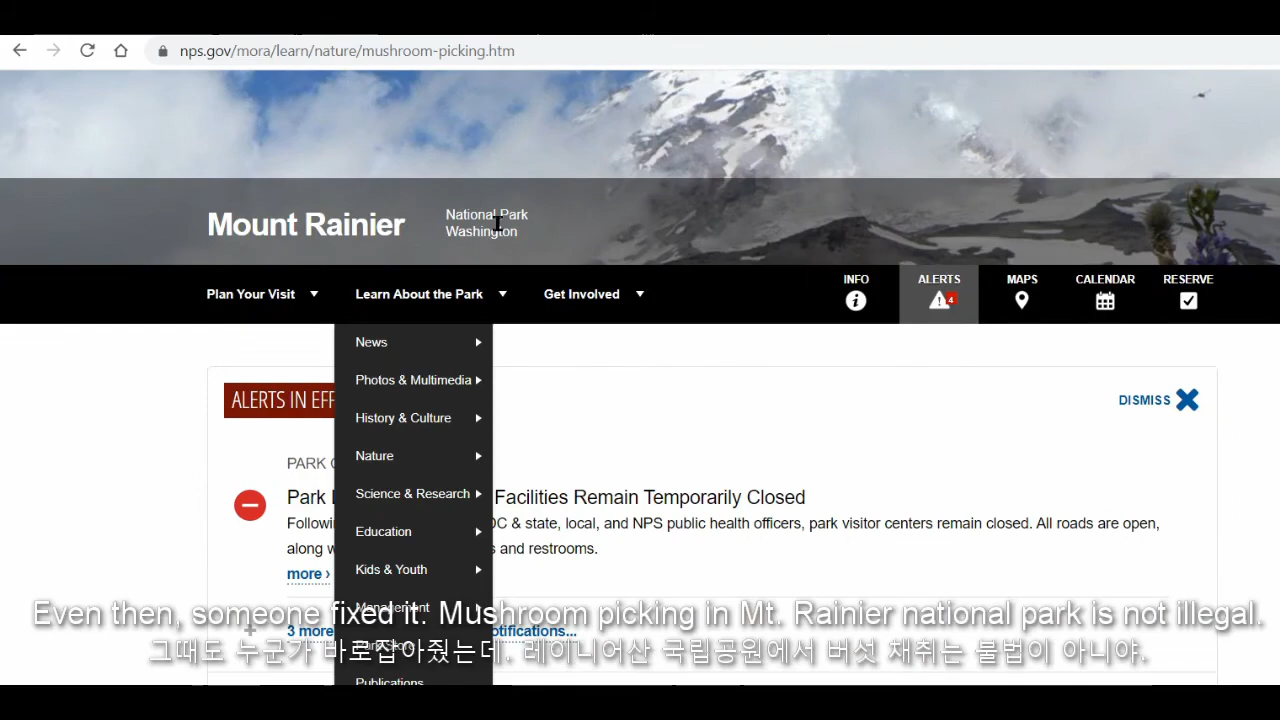 nps.gov/mora/learn/nature/mushroom-picking.htm
Mount Rainier
National Park
Washington
Plan Your Visit
Learn About the Park
Get Involved
INFO
ALERTS
4
MAPS
CALENDAR
RESERVE
News
Photos & Multimedia
History & Culture
Nature
Science & Research
Education
Kids & Youth
Management
Park Store
Publications
ALERTS IN EFF
DISMISS
PARK
Park
Facilities Remain Temporarily Closed
Followin
& state, local, and NPS public health officers, park visitor centers remain closed. All roads are open,
along
and restrooms.
more ›
3 more
otifications...
Even then, someone fixed it. Mushroom picking in Mt. Rainier national park is not illegal.
그때도 누군가 바로잡아줬는데. 레이니어산 국립공원에서 버섯 채취는 불법이 아니야.